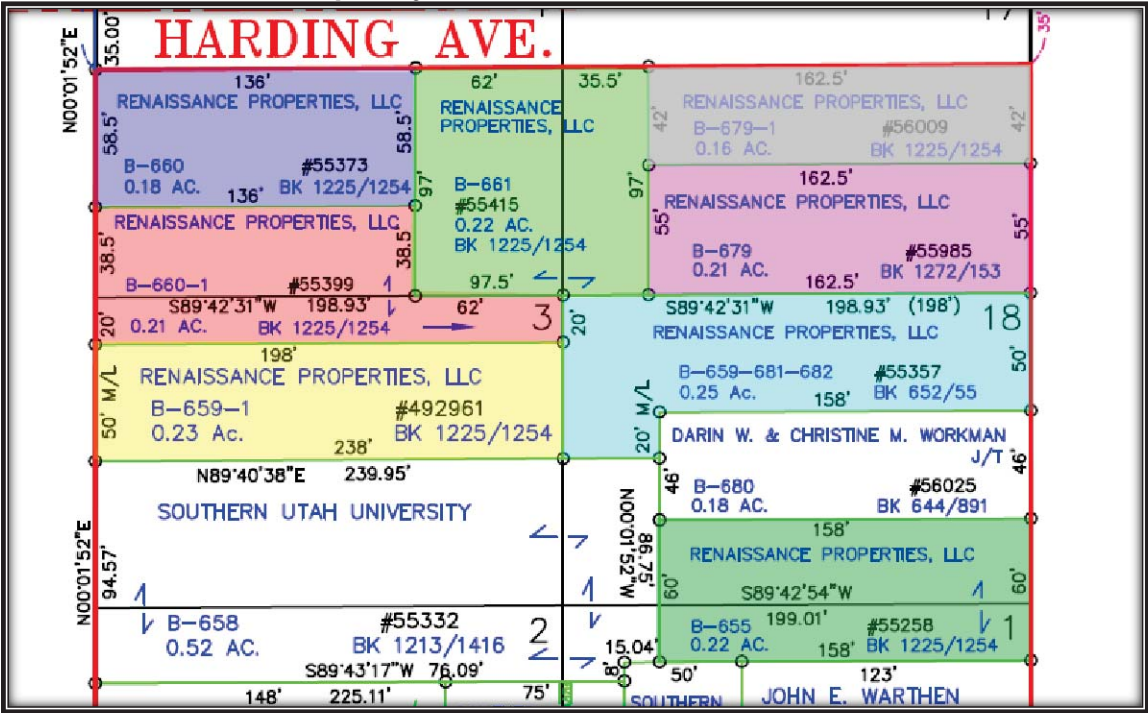 HARDING AVE.
17
35'
N00°01'52"E
35.00'
136'
RENAISSANCE PROPERTIES, LLC
58.5'
58.5'
B-660
#55373
0.18 AC.
BK 1225/1254
136'
62'
35.5'
RENAISSANCE
PROPERTIES, LLC
97'
97'
B-661
#55415
0.22 AC.
BK 1225/1254
97.5'
162.5'
RENAISSANCE PROPERTIES, LLC
42'
42'
B-679-1
#56009
0.16 AC.
BK 1225/1254
162.5'
RENAISSANCE PROPERTIES, LLC
55'
55'
B-679
#55985
0.21 AC.
BK 1272/153
162.5'
RENAISSANCE PROPERTIES, LLC
38.5'
38.5'
B-660-1
#55399
S89°42'31"W 198.93'
62'
3
20'
20'
0.21 AC.
BK 1225/1254
198'
S89°42'31"W 198.93' (198')
18
RENAISSANCE PROPERTIES, LLC
50'
B-659-681-682
#55357
0.25 Ac.
BK 652/55
158'
20' M/L
RENAISSANCE PROPERTIES, LLC
50' M/L
B-659-1
#492961
0.23 Ac.
BK 1225/1254
238'
N89°40'38"E 239.95'
DARIN W. & CHRISTINE M. WORKMAN
J/T
46'
46'
B-680
#56025
0.18 AC.
BK 644/891
158'
SOUTHERN UTAH UNIVERSITY
N00°01'52"E
94.57'
N00°01'52"W
86.75'
RENAISSANCE PROPERTIES, LLC
60'
60'
S89°42'54"W
199.01'
B-655
#55258
1
0.22 AC.
158'
BK 1225/1254
B-658
#55332
2
0.52 AC.
BK 1213/1416
S89°43'17"W 76.09'
15.04'
8'
50'
123'
148'
225.11'
75'
SOUTHERN
JOHN E. WARTHEN